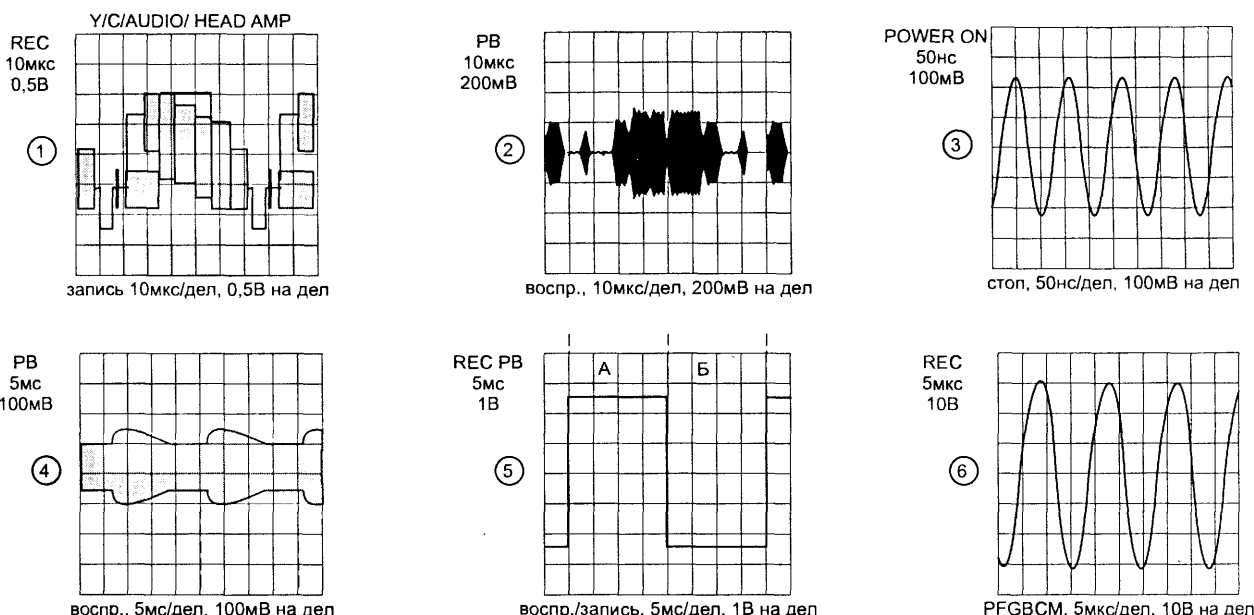 Y/C/AUDIO/ HEAD AMP
REC
10мкс
0,5В
1
запись 10мкс/дел, 0,5В на дел
PB
10мкс
200мВ
2
воспр., 10мкс/дел, 200мВ на дел
POWER ON
50нс
100мВ
3
стоп, 50нс/дел, 100мВ на дел
PB
5мс
100мВ
4
воспр., 5мс/дел, 100мВ на дел
REC PB
5мс
1В
5
А
Б
воспр./запись, 5мс/дел, 1В на дел
REC
5мкс
10В
6
PFGBCM, 5мкс/дел, 10В на дел